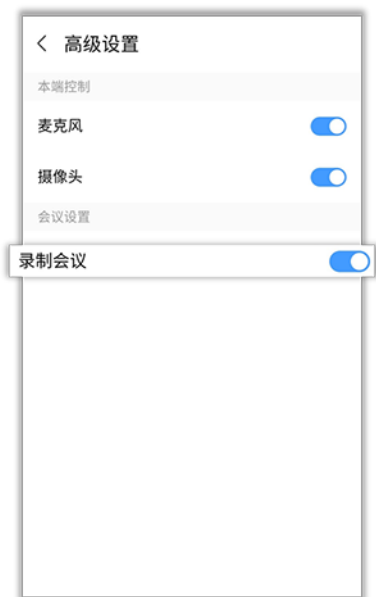 高级设置
本端控制
麦克风
摄像头
会议设置
录制会议